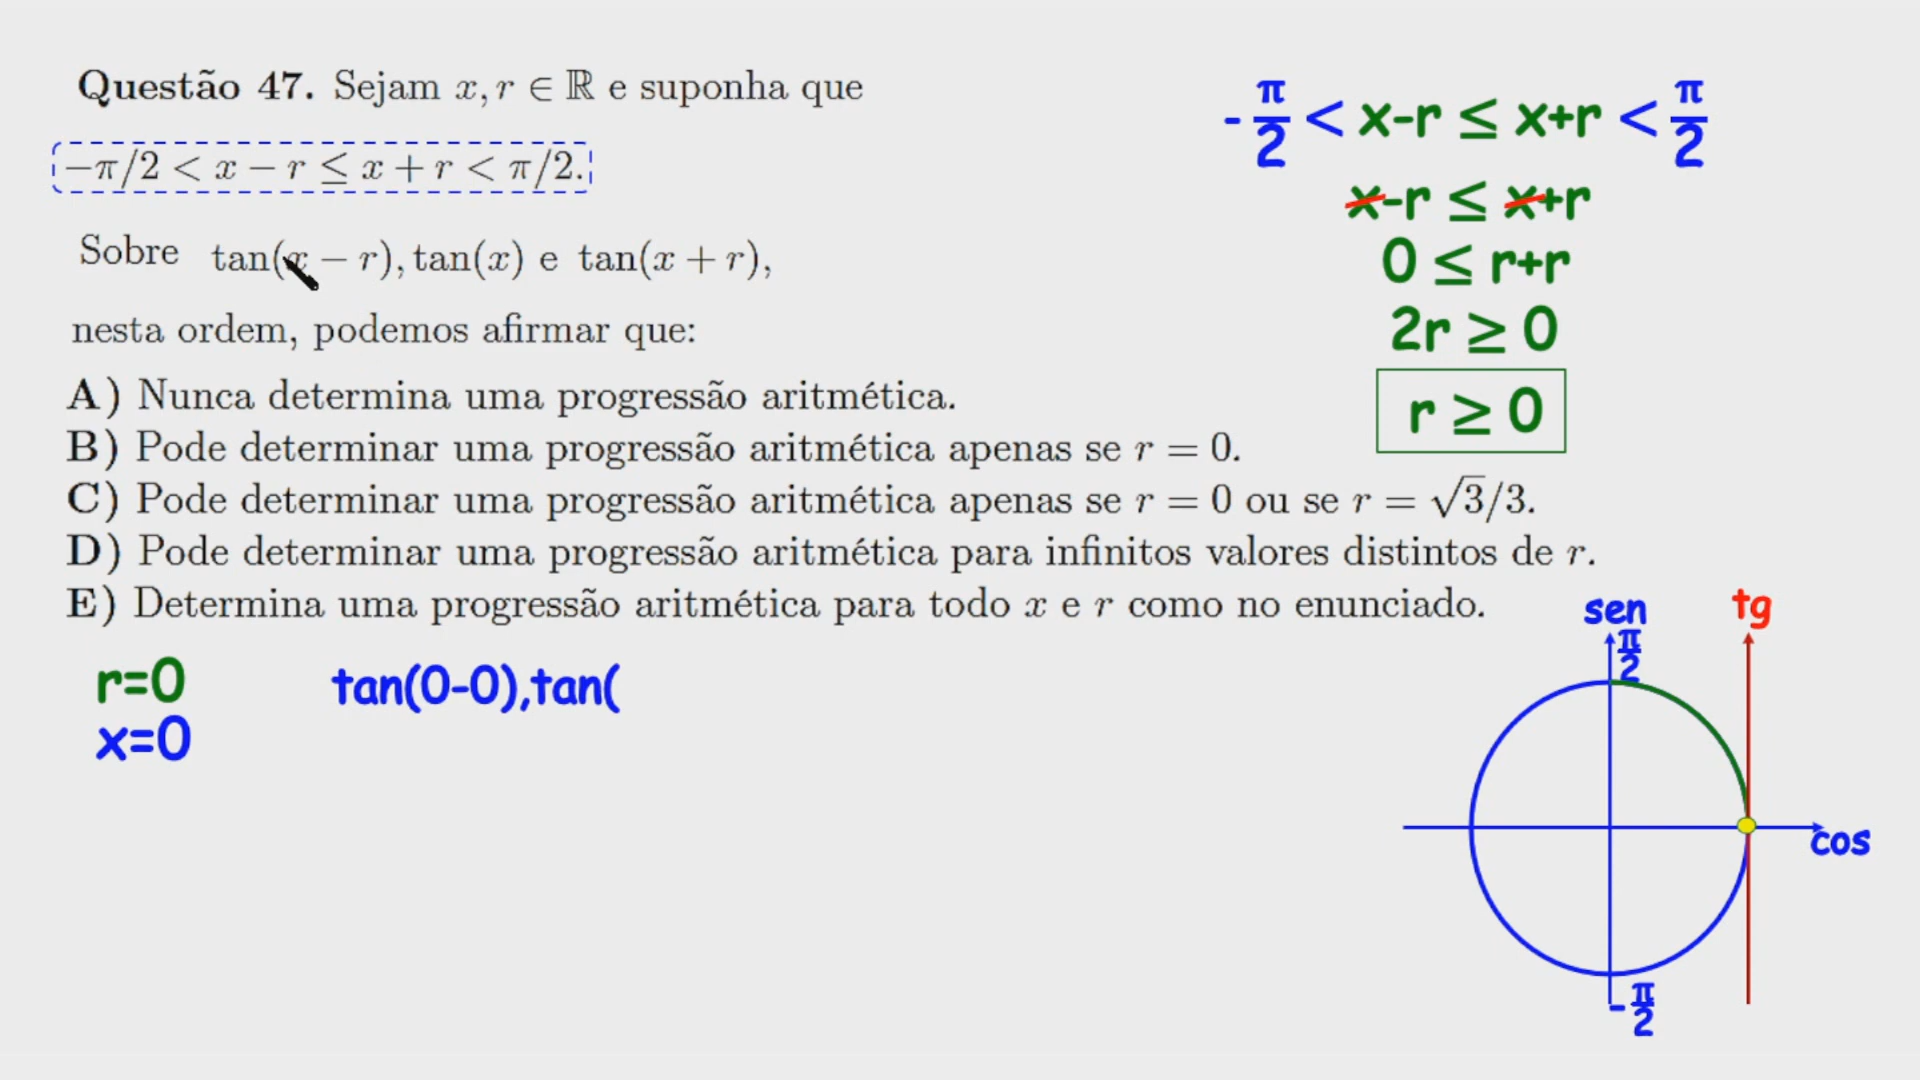 Questão 47. Sejam x, r ∈ ℝ e suponha que
−π/2 < x − r ≤ x + r < π/2.
Sobre tan(x − r), tan(x) e tan(x + r),
nesta ordem, podemos afirmar que:
A) Nunca determina uma progressão aritmética.
B) Pode determinar uma progressão aritmética apenas se r = 0.
C) Pode determinar uma progressão aritmética apenas se r = 0 ou se r = √3/3.
D) Pode determinar uma progressão aritmética para infinitos valores distintos de r.
E) Determina uma progressão aritmética para todo x e r como no enunciado.
-π/2 < x-r ≤ x+r < π/2
x-r ≤ x+r
0 ≤ r+r
2r ≥ 0
r ≥ 0
r=0
x=0
tan(0-0),tan(
sen
tg
π/2
cos
-π/2